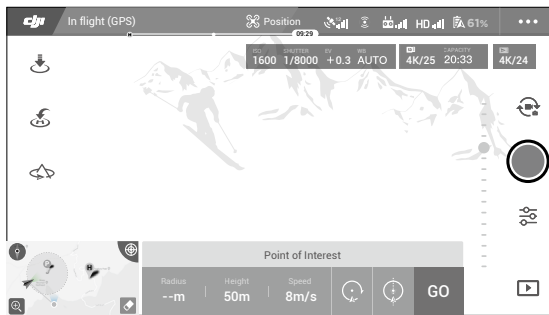 dji In flight (GPS) Position HD 61%
H 09:29
ISO SHUTTER EV WB CAPACITY
1600 1/8000 +0.3 AUTO 4K/25 20:33 4K/24
Point of Interest
Radius Height Speed
--m 50m 8m/s GO
H